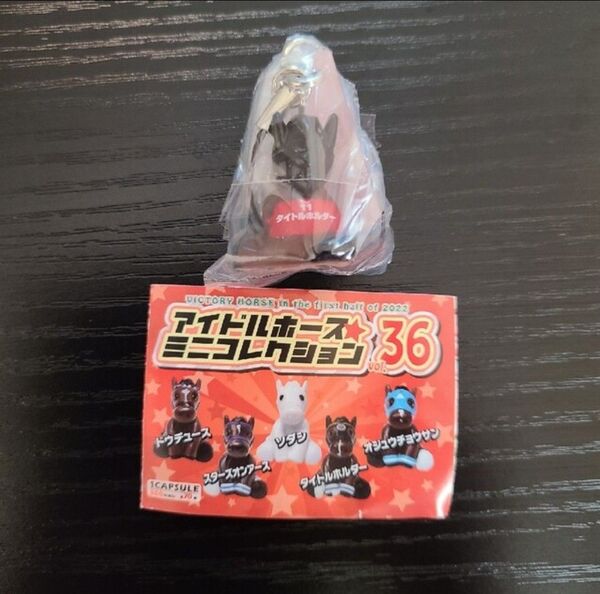 11
タイトルホルダー
VICTORY HORSE in the first half of 2022
アイドルホース★
ミニコレクション vol.36
ドウデュース
スターズオンアース
ソダシ
タイトルホルダー
オジュウチョウサン
1CAPSULE